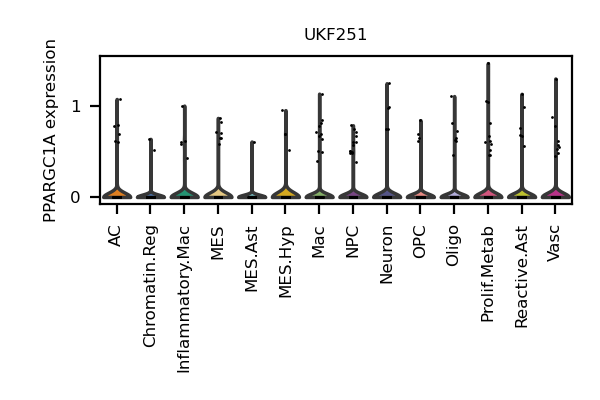 UKF251
PPARGC1A expression
1
0
AC
Chromatin.Reg
Inflammatory.Mac
MES
MES.Ast
MES.Hyp
Mac
NPC
Neuron
OPC
Oligo
Prolif.Metab
Reactive.Ast
Vasc